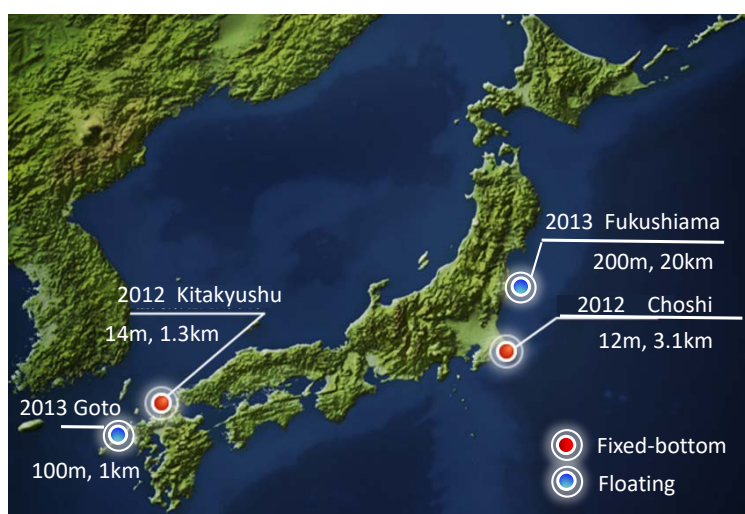 2013 Fukushiama
200m, 20km
2012 Kitakyushu
14m, 1.3km
2012 Choshi
12m, 3.1km
2013 Goto
100m, 1km
Fixed-bottom
Floating